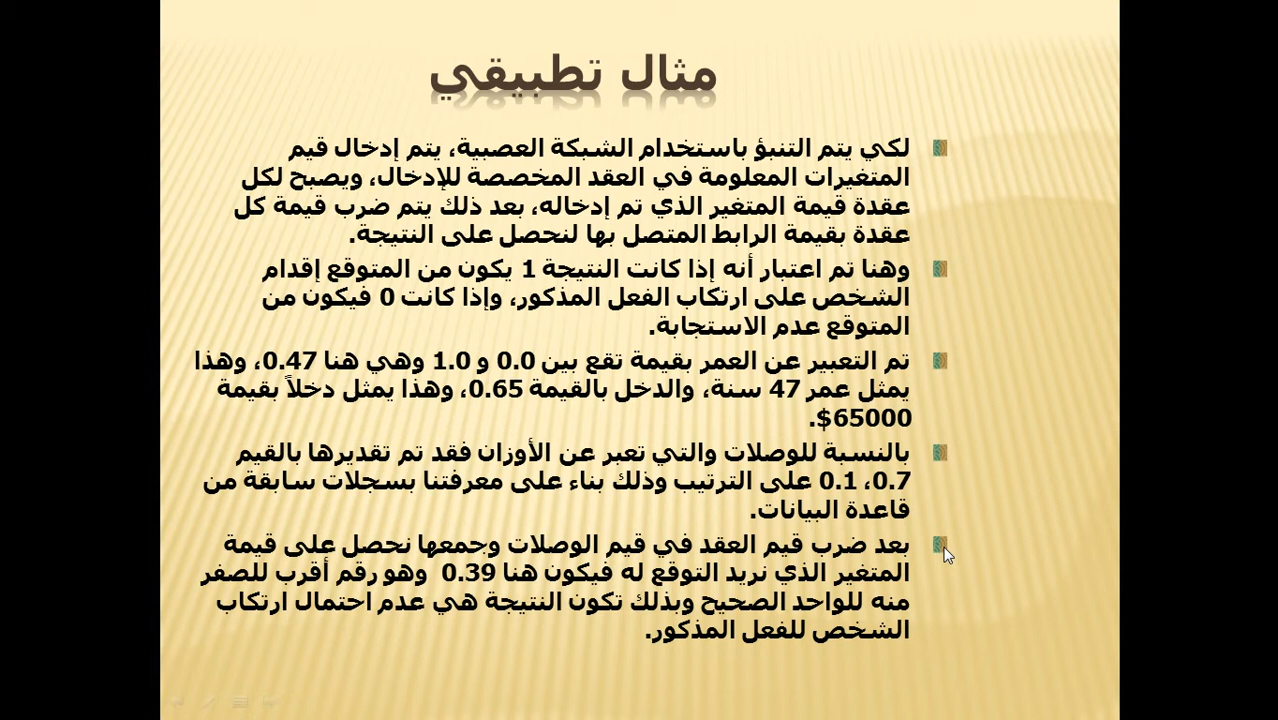 مثال تطبيقي
لكي يتم التنبؤ باستخدام الشبكة العصبية، يتم إدخال قيم
المتغيرات المعلومة في العقد المخصصة للإدخال، ويصبح لكل
عقدة قيمة المتغير الذي تم إدخاله، بعد ذلك يتم ضرب قيمة كل
عقدة بقيمة الرابط المتصل بها لنحصل على النتيجة.
وهنا تم اعتبار أنه إذا كانت النتيجة 1 يكون من المتوقع إقدام
الشخص على ارتكاب الفعل المذكور، وإذا كانت 0 فيكون من
المتوقع عدم الاستجابة.
تم التعبير عن العمر بقيمة تقع بين 0.0 و 1.0 وهي هنا 0.47، وهذا
يمثل عمر 47 سنة، والدخل بالقيمة 0.65، وهذا يمثل دخلاً بقيمة
65000$.
بالنسبة للوصلات والتي تعبر عن الأوزان فقد تم تقديرها بالقيم
0.7، 0.1 على الترتيب وذلك بناء على معرفتنا بسجلات سابقة من
قاعدة البيانات.
بعد ضرب قيم العقد في قيم الوصلات وجمعها نحصل على قيمة
المتغير الذي نريد التوقع له فيكون هنا 0.39 وهو رقم أقرب للصفر
منه للواحد الصحيح وبذلك تكون النتيجة هي عدم احتمال ارتكاب
الشخص للفعل المذكور.